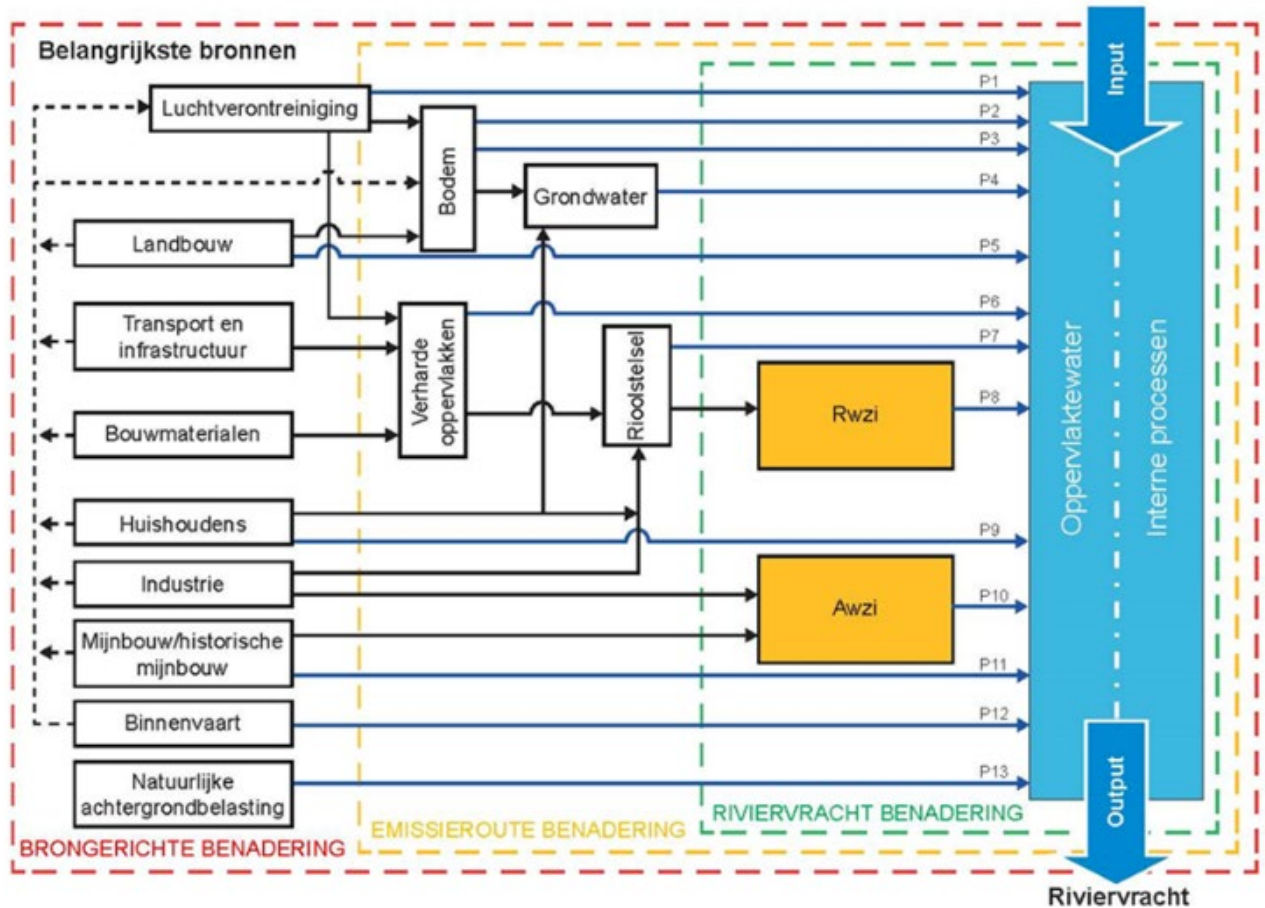 Belangrijkste bronnen
Luchtverontreiniging
Landbouw
Transport en
infrastructuur
Bouwmaterialen
Huishoudens
Industrie
Mijnbouw/historische
mijnbouw
Binnenvaart
Natuurlijke
achtergrondbelasting
BRONGERICHTE BENADERING
Bodem
Grondwater
Verharde
oppervlakken
Rioolstelsel
EMISSIEROUTE BENADERING
Rwzi
Awzi
RIVIERVRACHT BENADERING
P1
P2
P3
P4
P5
P6
P7
P8
P9
P10
P11
P12
P13
Input
Oppervlaktewater
Interne processen
Output
Riviervracht